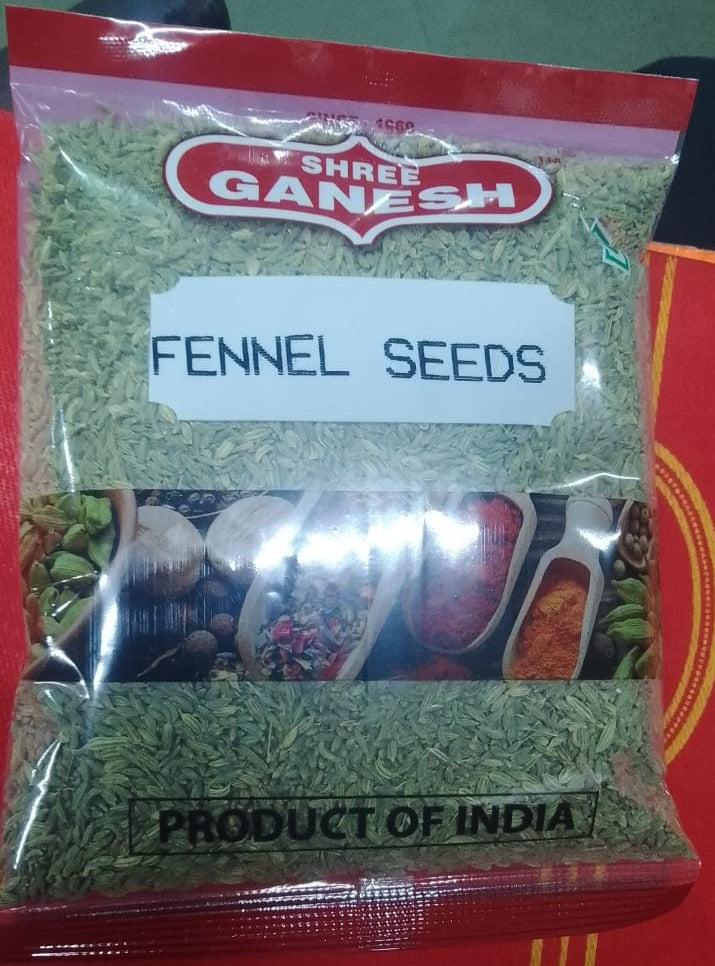 SHREE
GANESH
FENNEL SEEDS
PRODUCT OF INDIA